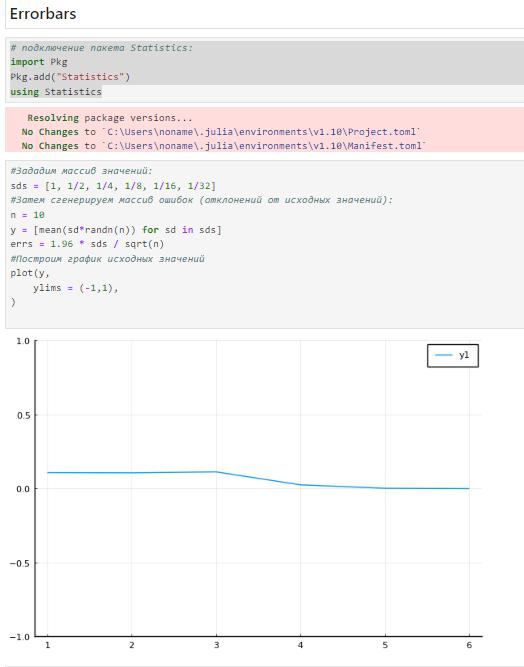 Errorbars
# подключение пакета Statistics:
import Pkg
Pkg.add("Statistics")
using Statistics
Resolving package versions...
No Changes to `C:\Users\noname\.julia\environments\v1.10\Project.toml`
No Changes to `C:\Users\noname\.julia\environments\v1.10\Manifest.toml`
#Зададим массив значений:
sds = [1, 1/2, 1/4, 1/8, 1/16, 1/32]
#Затем сгенерируем массив ошибок (отклонений от исходных значений):
n = 10
y = [mean(sd*randn(n)) for sd in sds]
errs = 1.96 * sds / sqrt(n)
#Построим график исходных значений
plot(y,
ylims = (-1,1),
)
y1
1.0
0.5
0.0
−0.5
−1.0
1 2 3 4 5 6